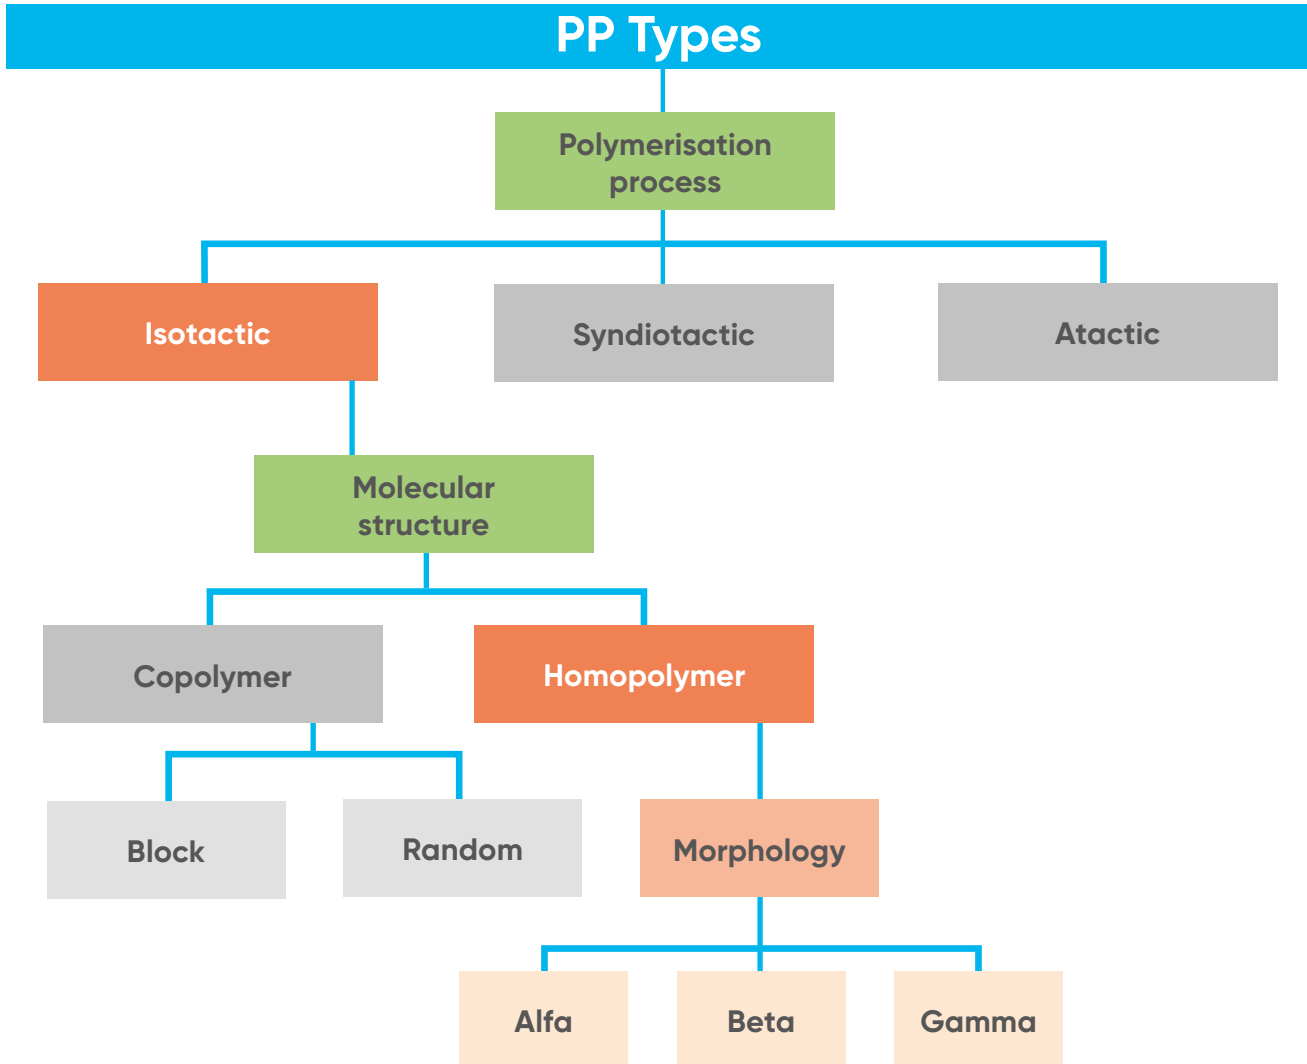 PP Types
Polymerisation
process
Isotactic
Syndiotactic
Atactic
Molecular
structure
Copolymer
Homopolymer
Block
Random
Morphology
Alfa
Beta
Gamma